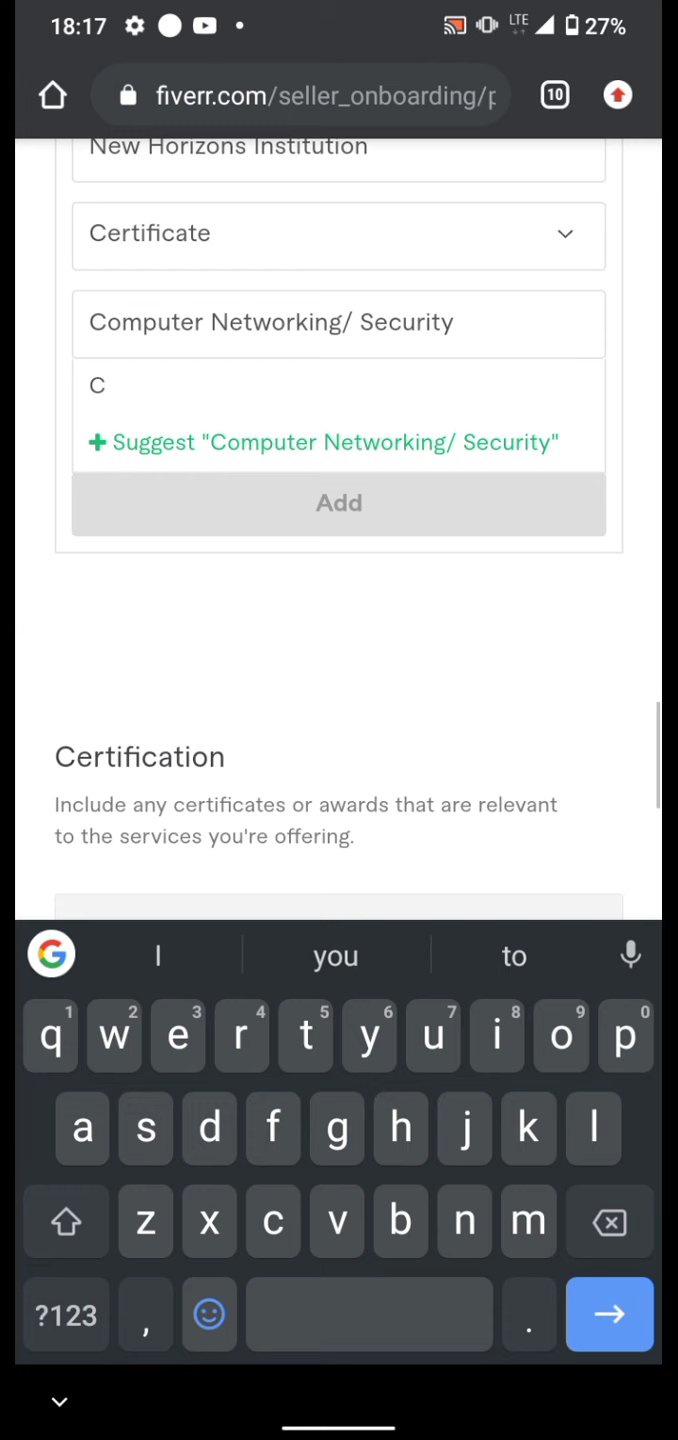 18:17
LTE
27%
fiverr.com/seller_onboarding/p
10
New Horizons Institution
Certificate
Computer Networking/ Security
C
+ Suggest "Computer Networking/ Security"
Add
Certification
Include any certificates or awards that are relevant
to the services you're offering.
I you to
1 2 3 4 5 6 7 8 9 0
q w e r t y u i o p
a s d f g h j k l
z x c v b n m
?123 , .